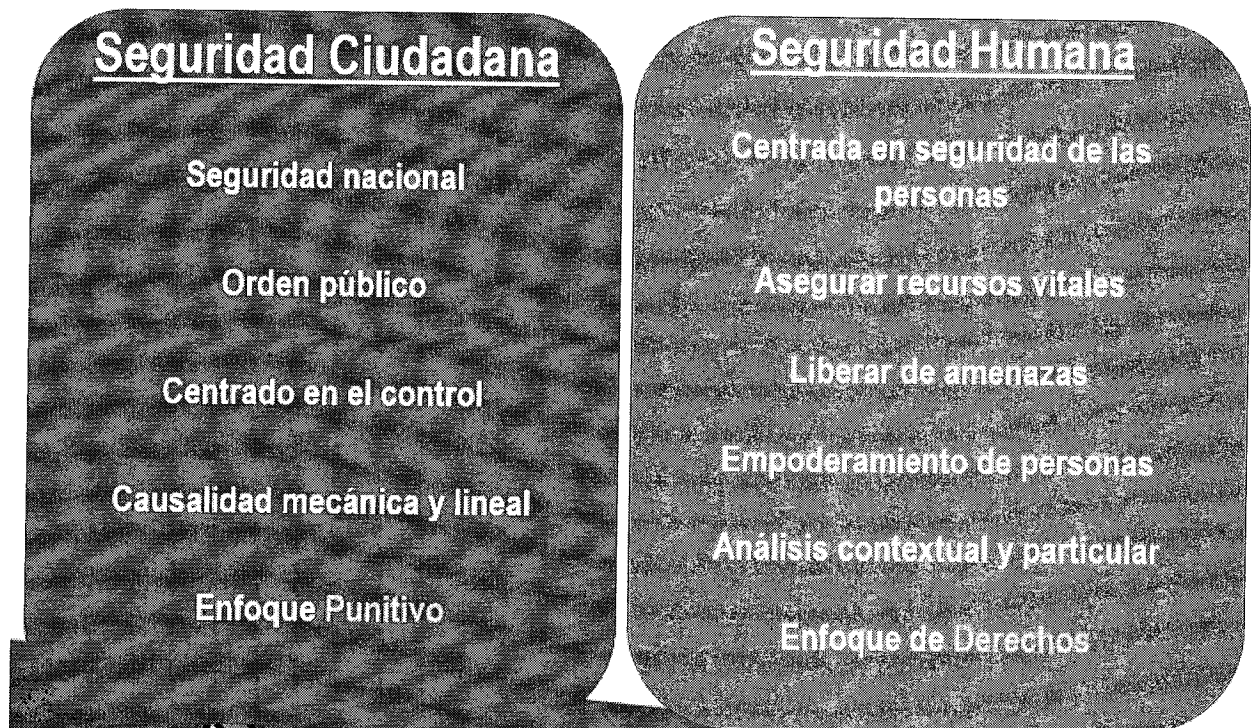 Seguridad Ciudadana
Seguridad nacional
Orden público
Centrado en el control
Causalidad mecánica y lineal
Enfoque Punitivo
Seguridad Humana
Centrada en seguridad de las
personas
Asegurar recursos vitales
Liberar de amenazas
Empoderamiento de personas
Análisis contextual y particular
Enfoque de Derechos